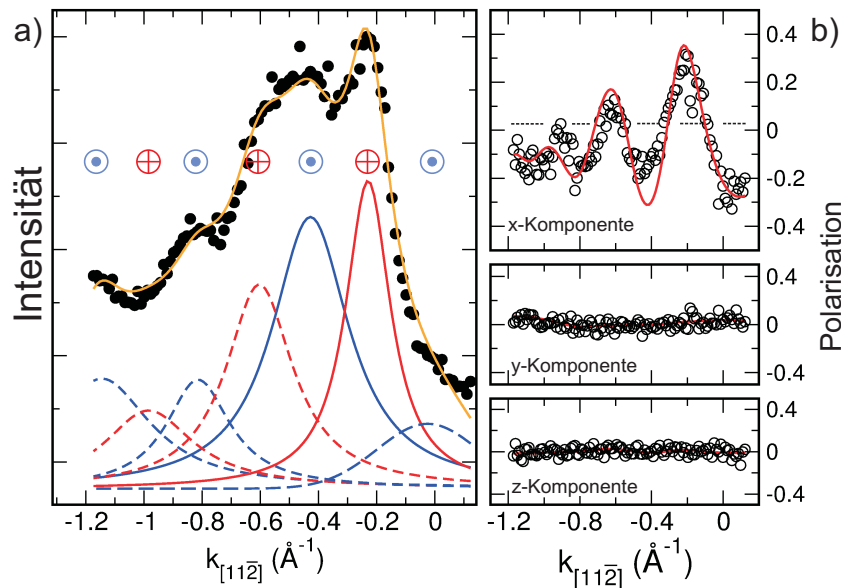 a)
Intensität
-1.2 -1 -0.8 -0.6 -0.4 -0.2 0
k[112̅] (Å⁻¹)
b)
0.4
0.2
0
-0.2
-0.4
x-Komponente
0.4
0
-0.4
y-Komponente
0.4
0
-0.4
z-Komponente
-1.2 -0.8 -0.4 0
k[112̅] (Å⁻¹)
Polarisation